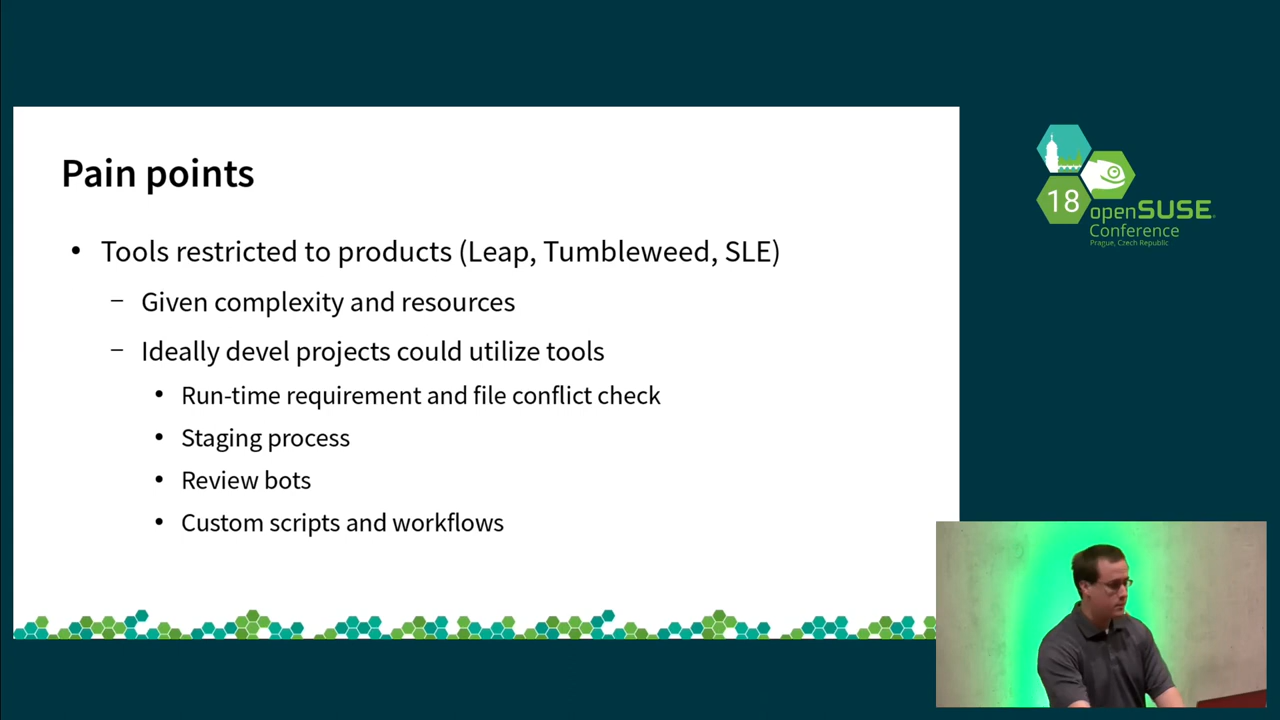 Pain points
• Tools restricted to products (Leap, Tumbleweed, SLE)
– Given complexity and resources
– Ideally devel projects could utilize tools
• Run-time requirement and file conflict check
• Staging process
• Review bots
• Custom scripts and workflows
18
openSUSE
Conference
Prague, Czech Republic